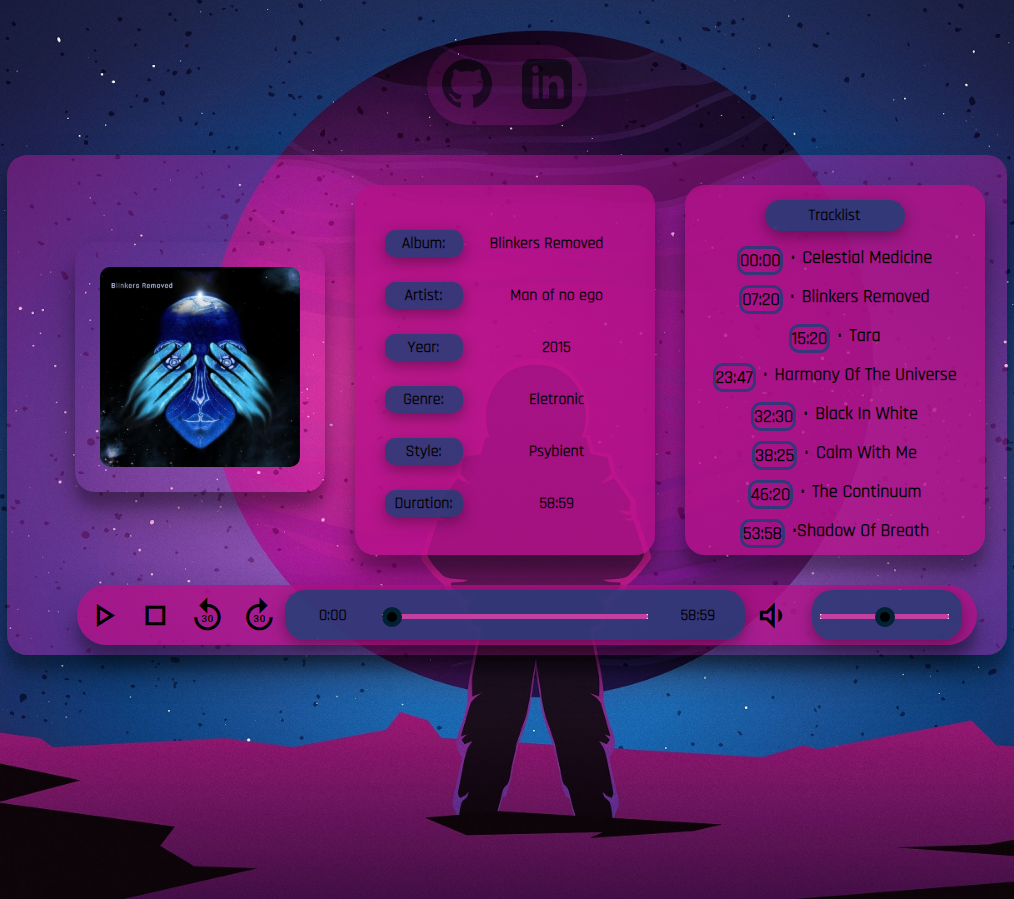 in
Blinkers Removed
Album: Blinkers Removed
Artist: Man of no ego
Year: 2015
Genre: Eletronic
Style: Psybient
Duration: 58:59
Tracklist
00:00 · Celestial Medicine
07:20 · Blinkers Removed
15:20 · Tara
23:47 · Harmony Of The Universe
32:30 · Black In White
38:25 · Calm With Me
46:20 · The Continuum
53:58 ·Shadow Of Breath
30 30 0:00 58:59